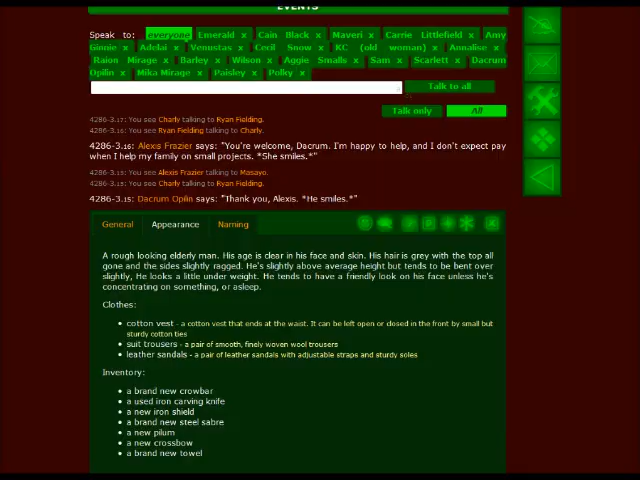 EVENTS
Speak to: everyone Emerald x Cain Black x Maveri x Carrie Littlefield x Amy
Ginnie x Adelai x Venustas x Cecil Snow x KC (old woman) x Annalise x
Raion Mirage x Barley x Wilson x Aggie Smalls x Sam x Scarlett x Dacrum
Opilin x Mika Mirage x Paisley x Polky x
Talk to all
Talk only All
4286-3.17: You see Charly talking to Ryan Fielding.
4286-3.16: You see Ryan Fielding talking to Charly.
4286-3.16: Alexis Frazier says: "You're welcome, Dacrum. I'm happy to help, and I don't expect pay
when I help my family on small projects. *She smiles.*"
4286-3.15: You see Alexis Frazier talking to Masayo.
4286-3.15: You see Charly talking to Ryan Fielding.
4286-3.15: Dacrum Opilin says: "Thank you, Alexis. *He smiles.*"
General Appearance Naming
A rough looking elderly man. His age is clear in his face and skin. His hair is grey with the top all
gone and the sides slightly ragged. He's slightly above average height but tends to be bent over
slightly, He looks a little under weight. He tends to have a friendly look on his face unless he's
concentrating on something, or asleep.
Clothes:
cotton vest - a cotton vest that ends at the waist. It can be left open or closed in the front by small but
sturdy cotton ties
suit trousers - a pair of smooth, finely woven wool trousers
leather sandals - a pair of leather sandals with adjustable straps and sturdy soles
Inventory:
a brand new crowbar
a used iron carving knife
a new iron shield
a brand new steel sabre
a new pilum
a new crossbow
a brand new towel